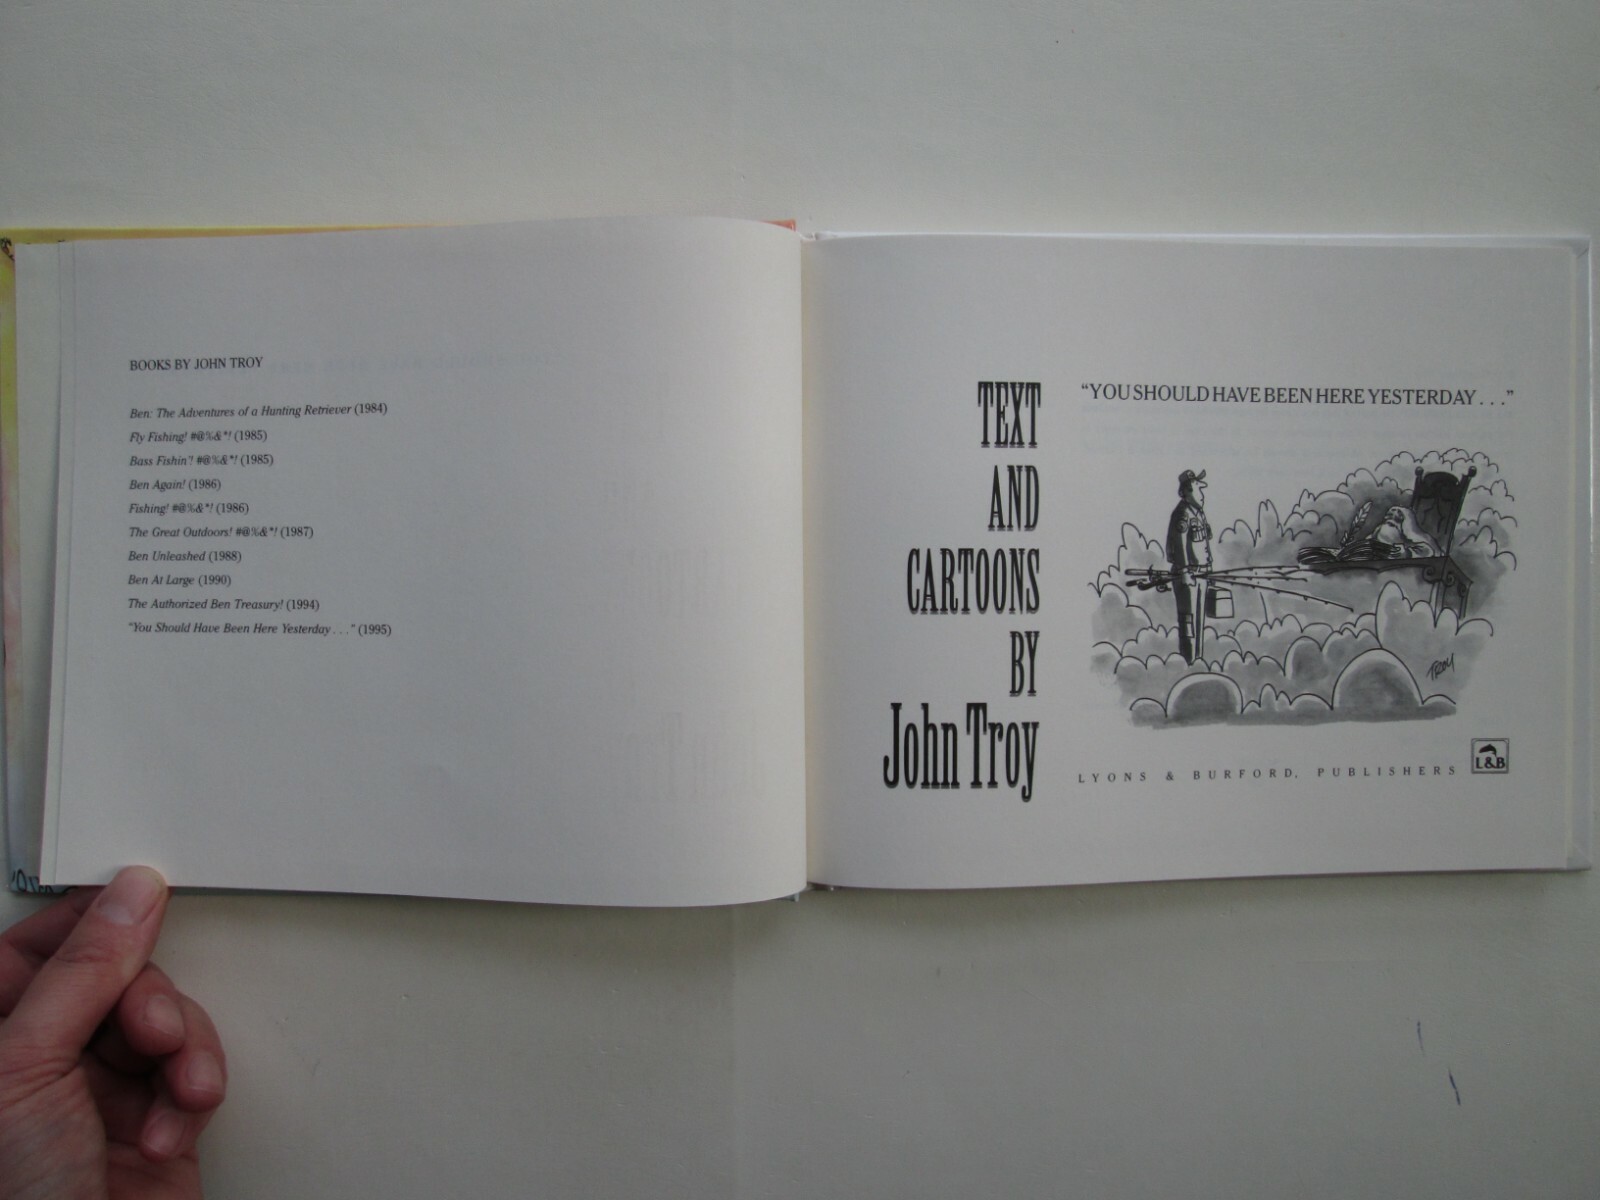 BOOKS BY JOHN TROY
Ben: The Adventures of a Hunting Retriever (1984)
Fly Fishing! #@%&*! (1985)
Bass Fishin'! #@%&*! (1985)
Ben Again! (1986)
Fishing! #@%&*! (1986)
The Great Outdoors! #@%&*! (1987)
Ben Unleashed (1988)
Ben At Large (1990)
The Authorized Ben Treasury! (1994)
"You Should Have Been Here Yesterday . . ." (1995)
TEXT
AND
CARTOONS
BY
John Troy
"YOU SHOULD HAVE BEEN HERE YESTERDAY . . ."
TROY
LYONS & BURFORD, PUBLISHERS
L&B